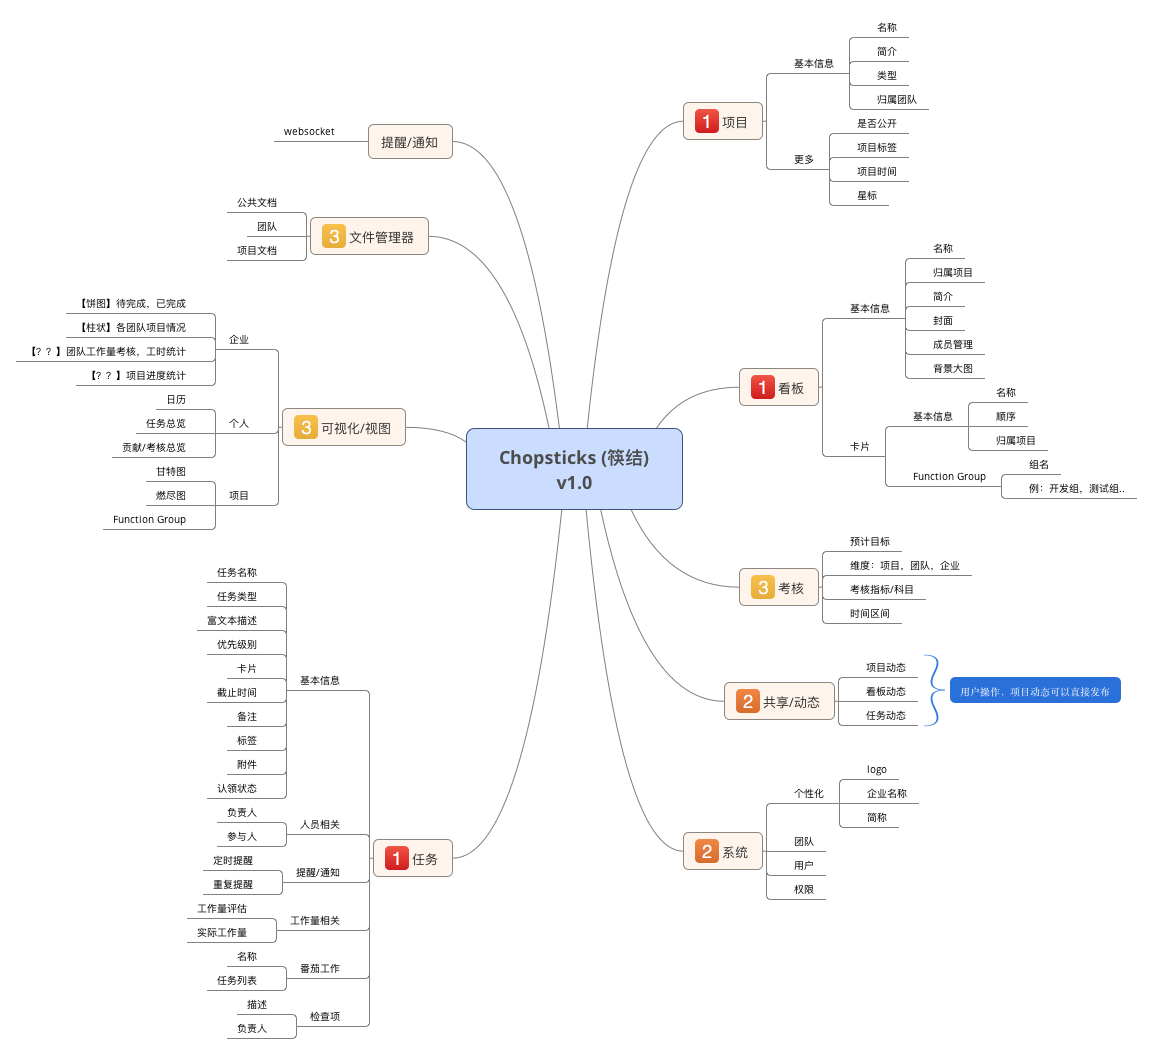 Chopsticks (筷结)
v1.0
1 项目
基本信息
名称
简介
类型
归属团队
更多
是否公开
项目标签
项目时间
星标
1 看板
基本信息
名称
归属项目
简介
封面
成员管理
背景大图
卡片
基本信息
名称
顺序
归属项目
Function Group
组名
例：开发组，测试组..
3 考核
预计目标
维度：项目，团队，企业
考核指标/科目
时间区间
2 共享/动态
项目动态
看板动态
任务动态
用户操作，项目动态可以直接发布
2 系统
个性化
logo
企业名称
简称
团队
用户
权限
提醒/通知
websocket
3 文件管理器
公共文档
团队
项目文档
3 可视化/视图
企业
【饼图】待完成，已完成
【柱状】各团队项目情况
【？？】团队工作量考核，工时统计
【？？】项目进度统计
个人
日历
任务总览
贡献/考核总览
项目
甘特图
燃尽图
Function Group
1 任务
基本信息
任务名称
任务类型
富文本描述
优先级别
卡片
截止时间
备注
标签
附件
认领状态
人员相关
负责人
参与人
提醒/通知
定时提醒
重复提醒
工作量相关
工作量评估
实际工作量
番茄工作
名称
任务列表
检查项
描述
负责人